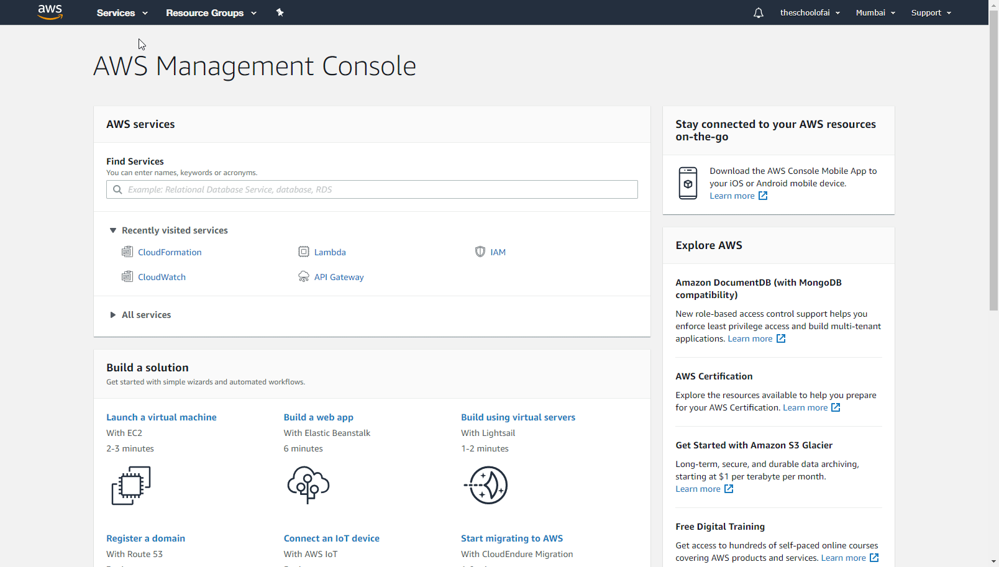 aws
Services
Resource Groups
theschoolofai
Mumbai
Support
AWS Management Console
AWS services
Find Services
You can enter names, keywords or acronyms.
Example: Relational Database Service, database, RDS
Recently visited services
CloudFormation
Lambda
IAM
CloudWatch
API Gateway
All services
Build a solution
Get started with simple wizards and automated workflows.
Launch a virtual machine
With EC2
2-3 minutes
Build a web app
With Elastic Beanstalk
6 minutes
Build using virtual servers
With Lightsail
1-2 minutes
Register a domain
With Route 53
Connect an IoT device
With AWS IoT
Start migrating to AWS
With CloudEndure Migration
Stay connected to your AWS resources
on-the-go
Download the AWS Console Mobile App to
your iOS or Android mobile device.
Learn more
Explore AWS
Amazon DocumentDB (with MongoDB
compatibility)
New role-based access control support helps you
enforce least privilege access and build multi-tenant
applications. Learn more
AWS Certification
Explore the resources available to help you prepare
for your AWS Certification. Learn more
Get Started with Amazon S3 Glacier
Long-term, secure, and durable data archiving,
starting at $1 per terabyte per month.
Learn more
Free Digital Training
Get access to hundreds of self-paced online courses
covering AWS products and services. Learn more